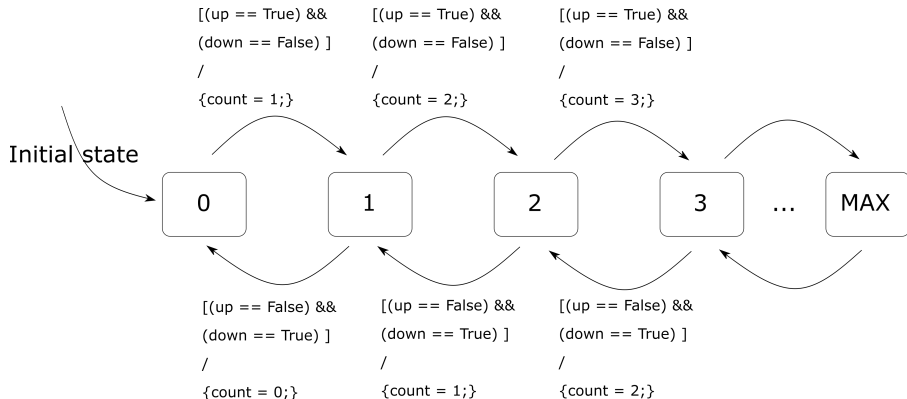 [(up == True) && [(up == True) && [(up == True) &&
(down == False) ] (down == False) ] (down == False) ]
/ / /
{count = 1;} {count = 2;} {count = 3;}
Initial state
0 1 2 3 ... MAX
[(up == False) && [(up == False) && [(up == False) &&
(down == True) ] (down == True) ] (down == True) ]
/ / /
{count = 0;} {count = 1;} {count = 2;}